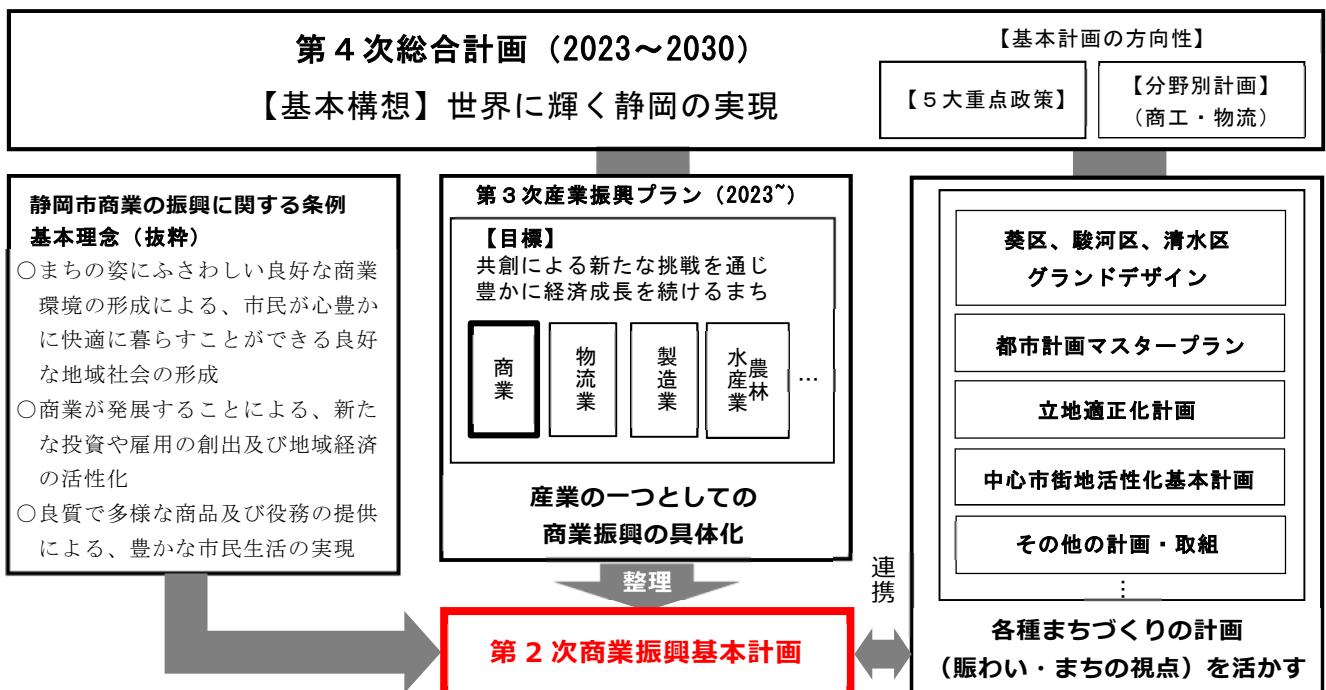 第４次総合計画（2023～2030）
【基本構想】世界に輝く静岡の実現
【基本計画の方向性】
【５大重点政策】
【分野別計画】
（商工・物流）
静岡市商業の振興に関する条例
基本理念（抜粋）
○まちの姿にふさわしい良好な商業
環境の形成による、市民が心豊か
に快適に暮らすことができる良好
な地域社会の形成
○商業が発展することによる、新た
な投資や雇用の創出及び地域経済
の活性化
○良質で多様な商品及び役務の提供
による、豊かな市民生活の実現
第３次産業振興プラン（2023~）
【目標】
共創による新たな挑戦を通じ
豊かに経済成長を続けるまち
商業
物流業
製造業
農林
水産業
…
産業の一つとしての
商業振興の具体化
整理
第２次商業振興基本計画
連携
葵区、駿河区、清水区
グランドデザイン
都市計画マスタープラン
立地適正化計画
中心市街地活性化基本計画
その他の計画・取組
⋮
各種まちづくりの計画
（賑わい・まちの視点）を活かす